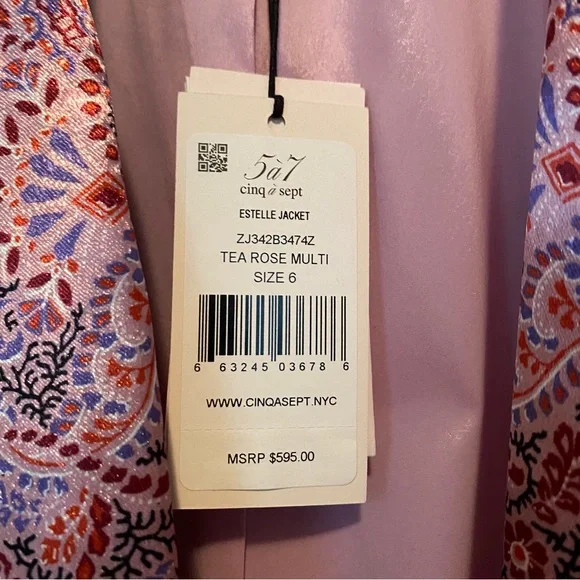 5à7
cinq à sept
ESTELLE JACKET
ZJ342B3474Z
TEA ROSE MULTI
SIZE 6
6 63245 03678 6
WWW.CINQASEPT.NYC
MSRP $595.00